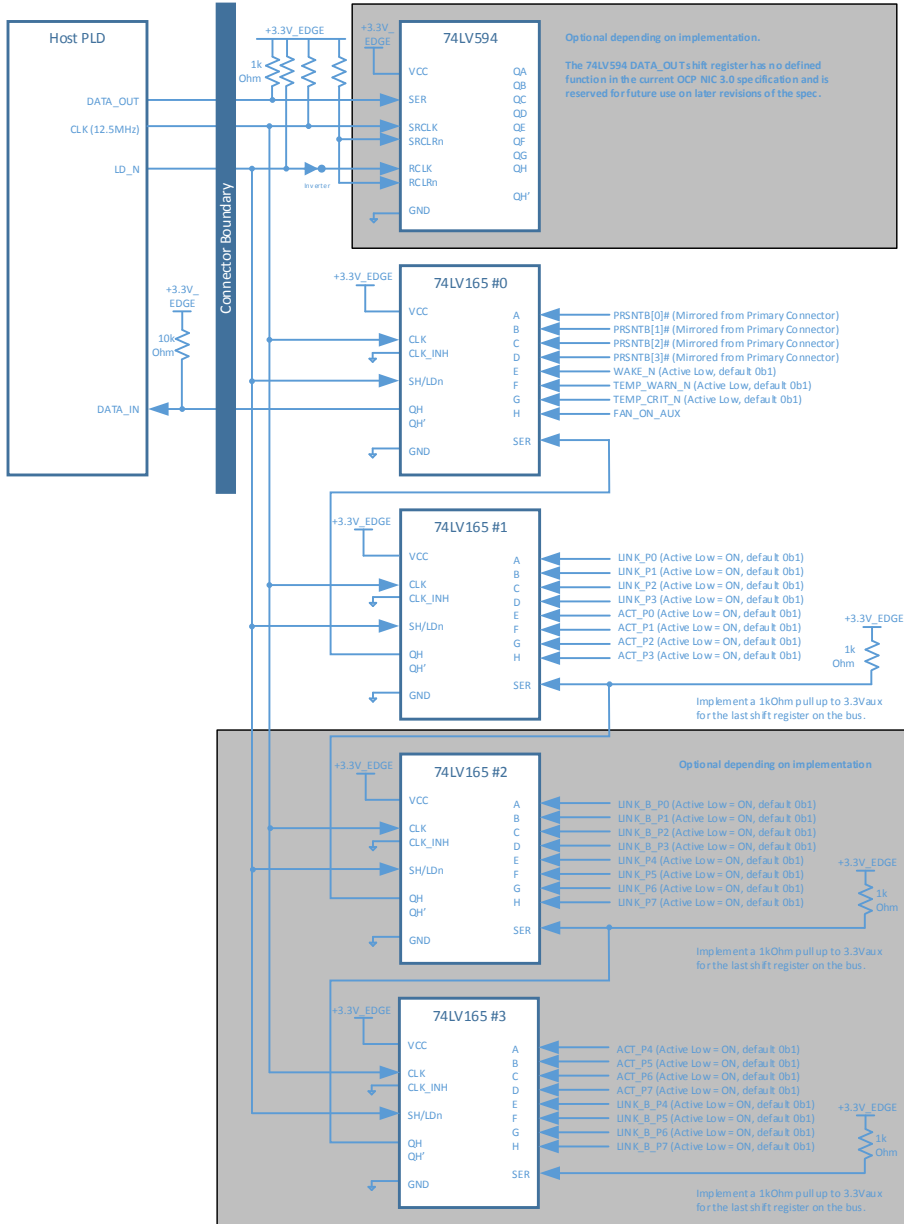 Host PLD
DATA_OUT
CLK (12.5MHz)
LD_N
+3.3V_
EDGE
10k
Ohm
DATA_IN
Connector Boundary
+3.3V_EDGE
1k
Ohm
Inverter
+3.3V_
EDGE
74LV594
VCC
SER
SRCLK
SRCLRn
RCLK
RCLRn
GND
QA
QB
QC
QD
QE
QF
QG
QH
QH'
Optional depending on implementation.
The 74LV594 DATA_OUT shift register has no defined
function in the current OCP NIC 3.0 specification and is
reserved for future use on later revisions of the spec.
+3.3V_EDGE
74LV165 #0
VCC
CLK
CLK_INH
SH/LDn
QH
QH'
GND
A
B
C
D
E
F
G
H
SER
PRSNTB[0]# (Mirrored from Primary Connector)
PRSNTB[1]# (Mirrored from Primary Connector)
PRSNTB[2]# (Mirrored from Primary Connector)
PRSNTB[3]# (Mirrored from Primary Connector)
WAKE_N (Active Low, default 0b1)
TEMP_WARN_N (Active Low, default 0b1)
TEMP_CRIT_N (Active Low, default 0b1)
FAN_ON_AUX
+3.3V_EDGE
74LV165 #1
VCC
CLK
CLK_INH
SH/LDn
QH
QH'
GND
A
B
C
D
E
F
G
H
SER
LINK_P0 (Active Low = ON, default 0b1)
LINK_P1 (Active Low = ON, default 0b1)
LINK_P2 (Active Low = ON, default 0b1)
LINK_P3 (Active Low = ON, default 0b1)
ACT_P0 (Active Low = ON, default 0b1)
ACT_P1 (Active Low = ON, default 0b1)
ACT_P2 (Active Low = ON, default 0b1)
ACT_P3 (Active Low = ON, default 0b1)
+3.3V_EDGE
1k
Ohm
Implement a 1kOhm pull up to 3.3Vaux
for the last shift register on the bus.
+3.3V_EDGE
74LV165 #2
VCC
CLK
CLK_INH
SH/LDn
QH
QH'
GND
A
B
C
D
E
F
G
H
SER
Optional depending on implementation
LINK_B_P0 (Active Low = ON, default 0b1)
LINK_B_P1 (Active Low = ON, default 0b1)
LINK_B_P2 (Active Low = ON, default 0b1)
LINK_B_P3 (Active Low = ON, default 0b1)
LINK_P4 (Active Low = ON, default 0b1)
LINK_P5 (Active Low = ON, default 0b1)
LINK_P6 (Active Low = ON, default 0b1)
LINK_P7 (Active Low = ON, default 0b1)
+3.3V_EDGE
1k
Ohm
Implement a 1kOhm pull up to 3.3Vaux
for the last shift register on the bus.
+3.3V_EDGE
74LV165 #3
VCC
CLK
CLK_INH
SH/LDn
QH
QH'
GND
A
B
C
D
E
F
G
H
SER
ACT_P4 (Active Low = ON, default 0b1)
ACT_P5 (Active Low = ON, default 0b1)
ACT_P6 (Active Low = ON, default 0b1)
ACT_P7 (Active Low = ON, default 0b1)
LINK_B_P4 (Active Low = ON, default 0b1)
LINK_B_P5 (Active Low = ON, default 0b1)
LINK_B_P6 (Active Low = ON, default 0b1)
LINK_B_P7 (Active Low = ON, default 0b1)
+3.3V_EDGE
1k
Ohm
Implement a 1kOhm pull up to 3.3Vaux
for the last shift register on the bus.